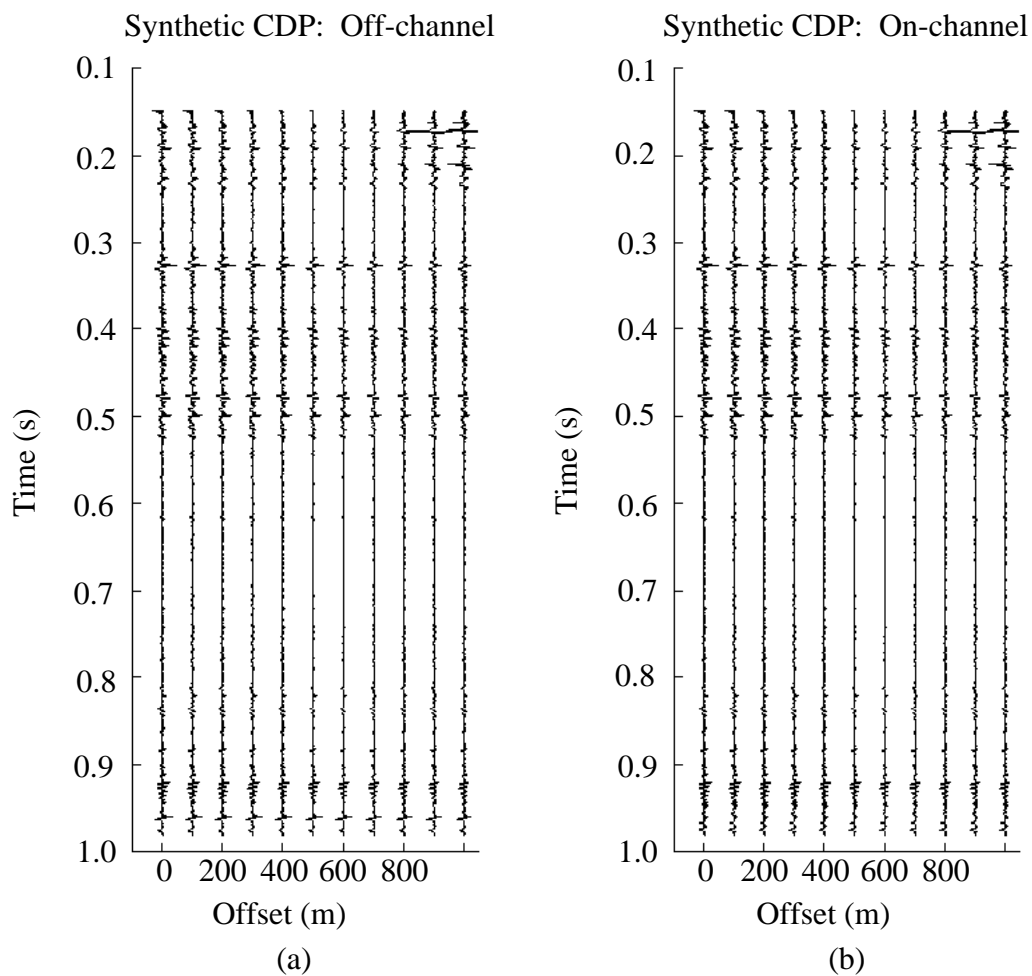 Synthetic CDP: Off-channel
0.1
0.2
0.3
0.4
0.5
0.6
0.7
0.8
0.9
1.0
Time (s)
0 200 400 600 800
Offset (m)
(a)
Synthetic CDP: On-channel
0.1
0.2
0.3
0.4
0.5
0.6
0.7
0.8
0.9
1.0
Time (s)
0 200 400 600 800
Offset (m)
(b)